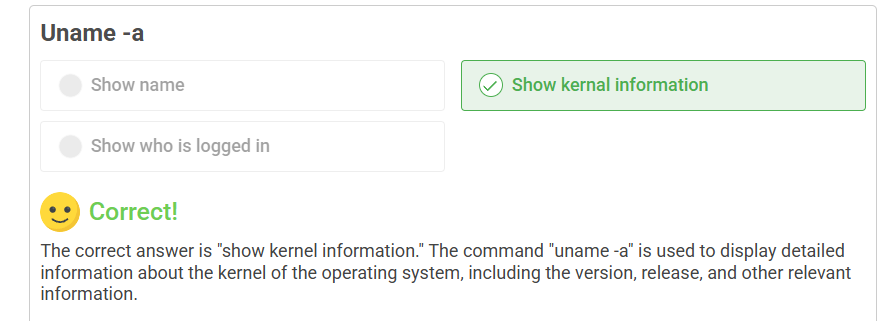 Uname -a
Show name
Show kernal information
Show who is logged in
Correct!
The correct answer is "show kernel information." The command "uname -a" is used to display detailed
information about the kernel of the operating system, including the version, release, and other relevant
information.